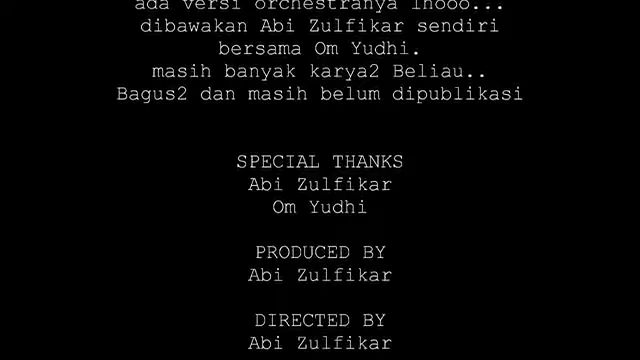 ada versi orchestranya lhooo...
dibawakan Abi Zulfikar sendiri
bersama Om Yudhi.
masih banyak karya2 Beliau..
Bagus2 dan masih belum dipublikasi
SPECIAL THANKS
Abi Zulfikar
Om Yudhi
PRODUCED BY
Abi Zulfikar
DIRECTED BY
Abi Zulfikar